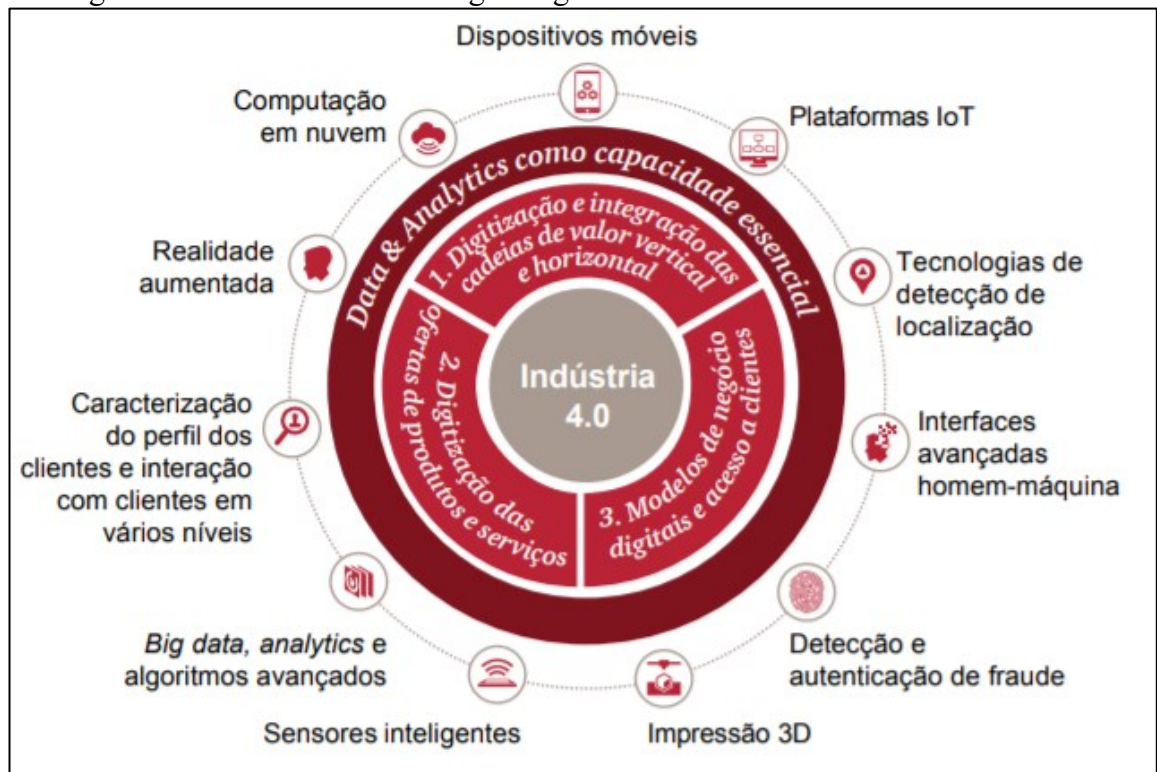 Dispositivos móveis
Computação
em nuvem
Plataformas IoT
Data & Analytics como capacidade essencial
1. Digitização e integração das
cadeias de valor vertical
e horizontal
Realidade
aumentada
Tecnologias de
detecção de
localização
Indústria
4.0
2. Digitização das
ofertas de produtos e serviços
3. Modelos de negócio
digitais e acesso a clientes
Caracterização
do perfil dos
clientes e interação
com clientes em
vários níveis
Interfaces
avançadas
homem-máquina
Big data, analytics e
algoritmos avançados
Detecção e
autenticação de fraude
Sensores inteligentes
Impressão 3D